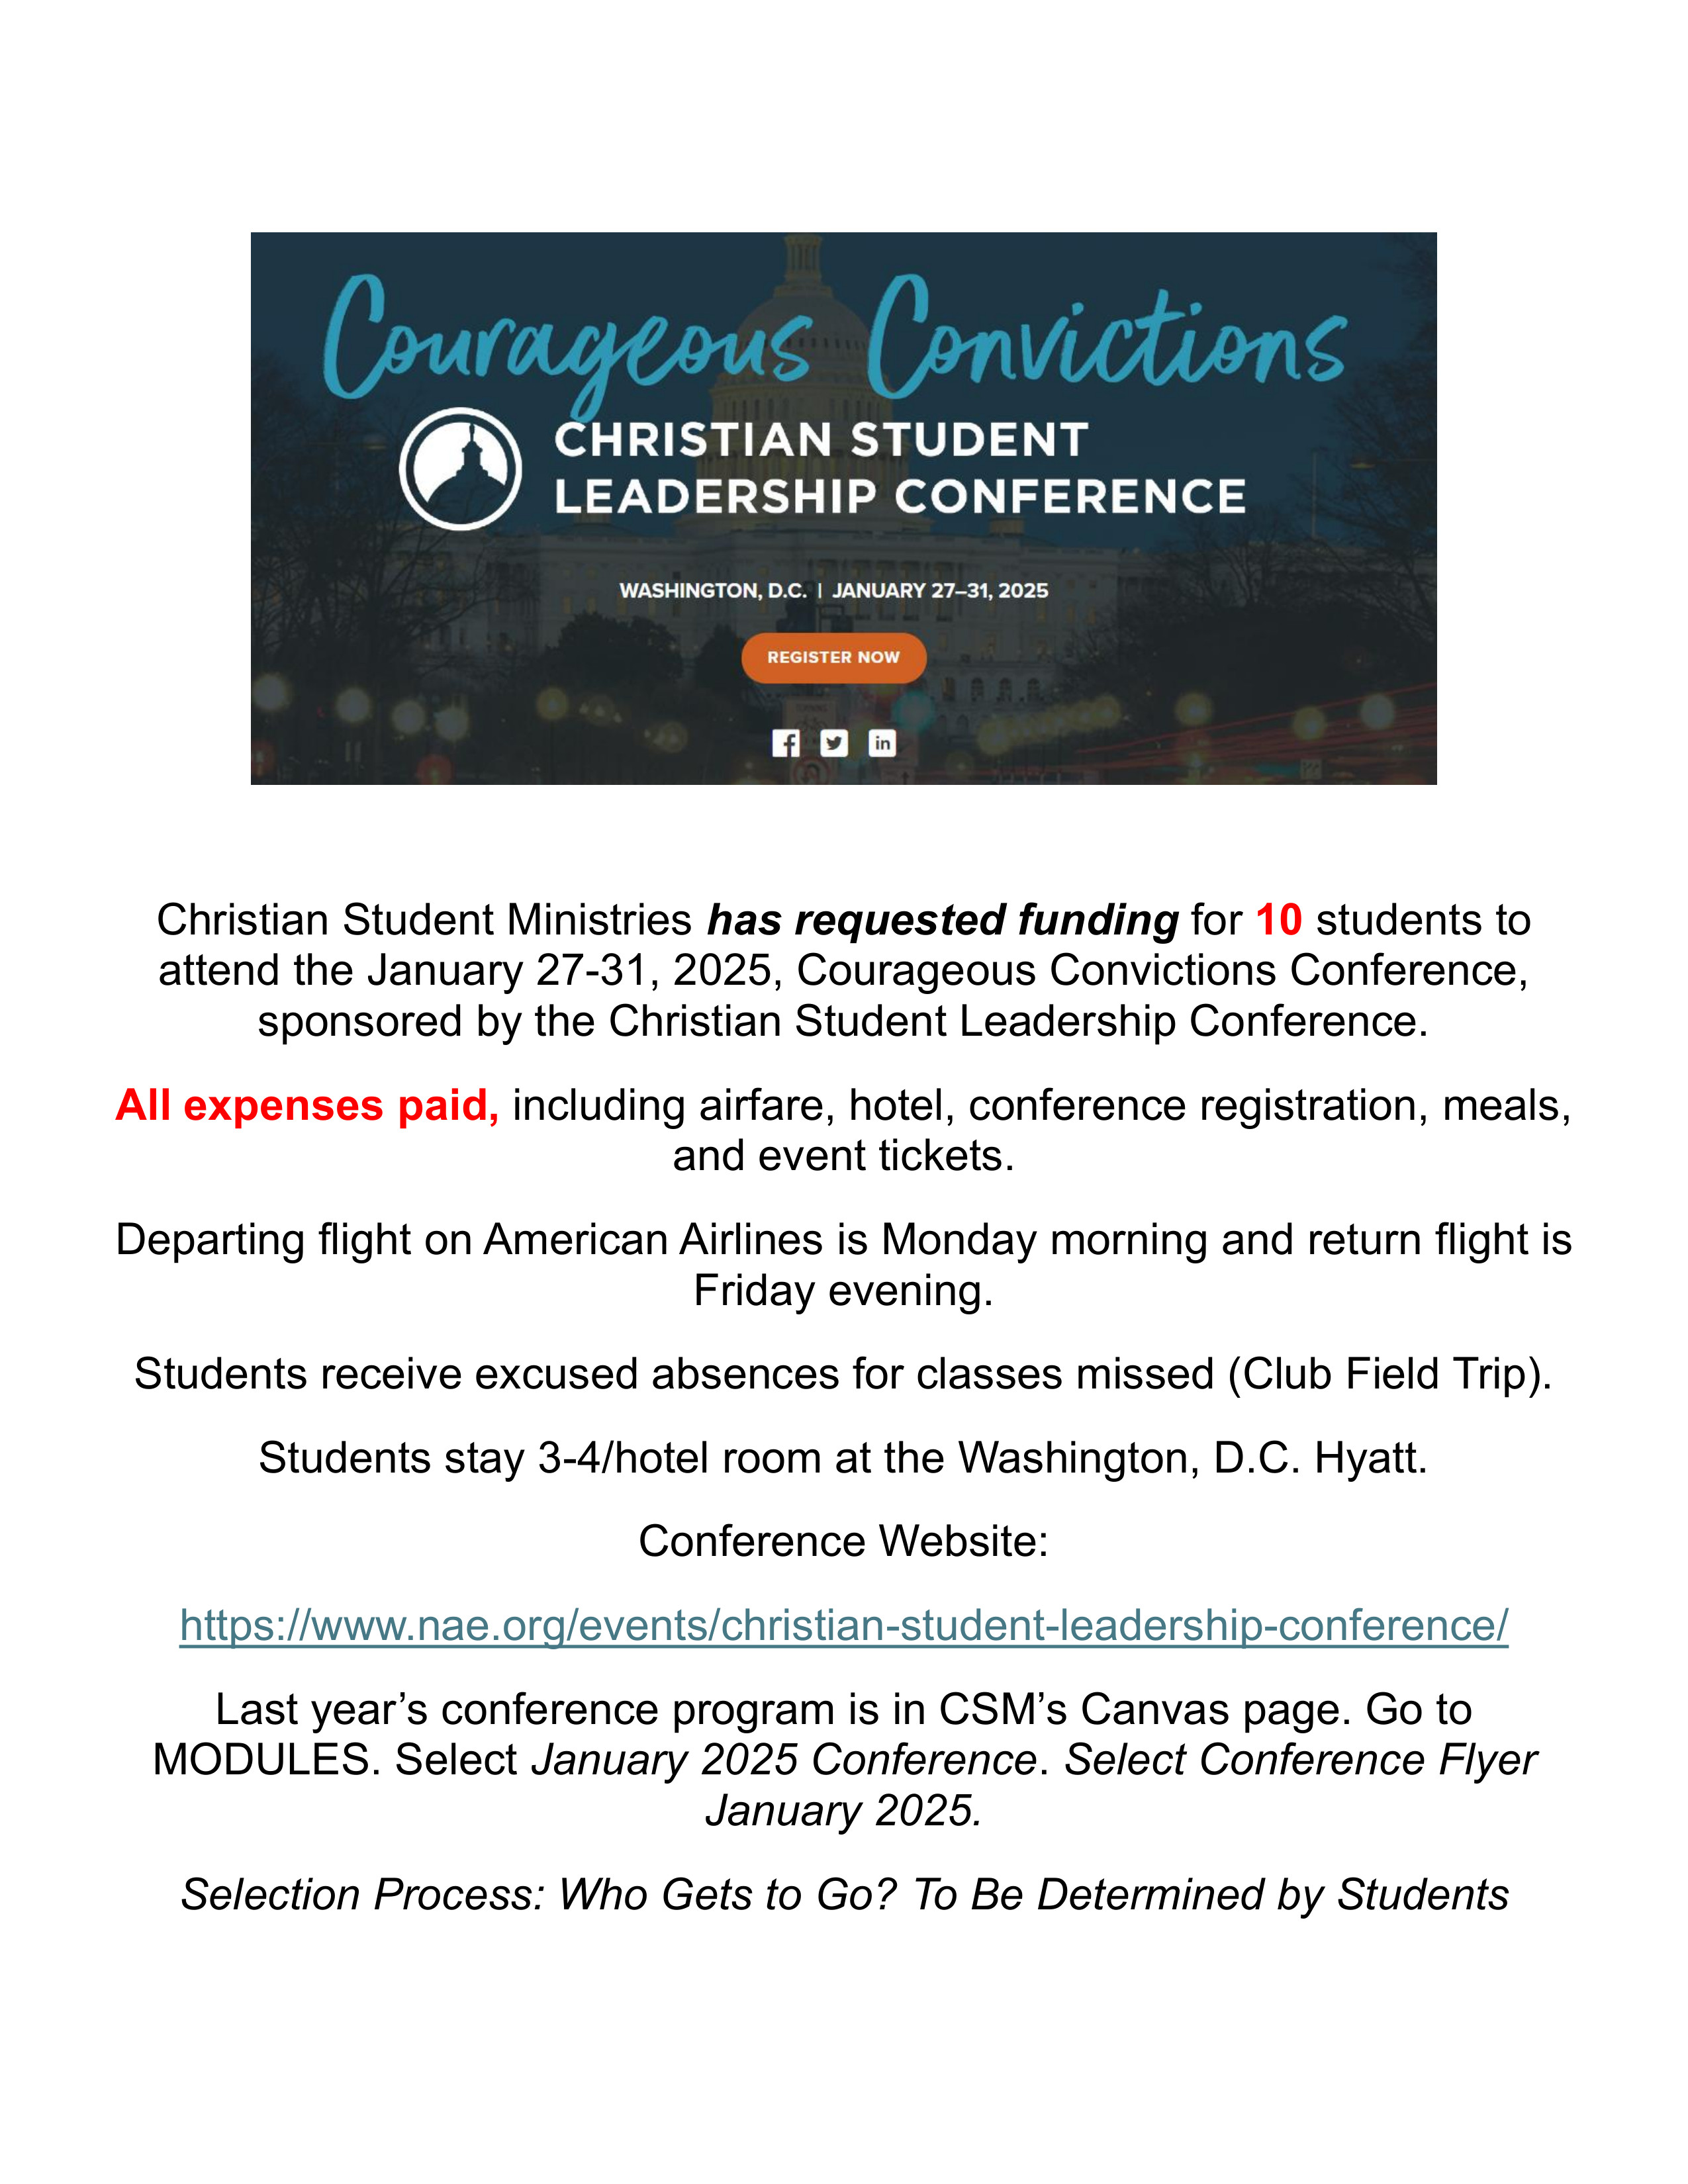 Courageous Convictions
CHRISTIAN STUDENT
LEADERSHIP CONFERENCE
WASHINGTON, D.C. | JANUARY 27–31, 2025
REGISTER NOW
Christian Student Ministries has requested funding for 10 students to
attend the January 27-31, 2025, Courageous Convictions Conference,
sponsored by the Christian Student Leadership Conference.
All expenses paid, including airfare, hotel, conference registration, meals,
and event tickets.
Departing flight on American Airlines is Monday morning and return flight is
Friday evening.
Students receive excused absences for classes missed (Club Field Trip).
Students stay 3-4/hotel room at the Washington, D.C. Hyatt.
Conference Website:
https://www.nae.org/events/christian-student-leadership-conference/
Last year’s conference program is in CSM’s Canvas page. Go to
MODULES. Select January 2025 Conference. Select Conference Flyer
January 2025.
Selection Process: Who Gets to Go? To Be Determined by Students